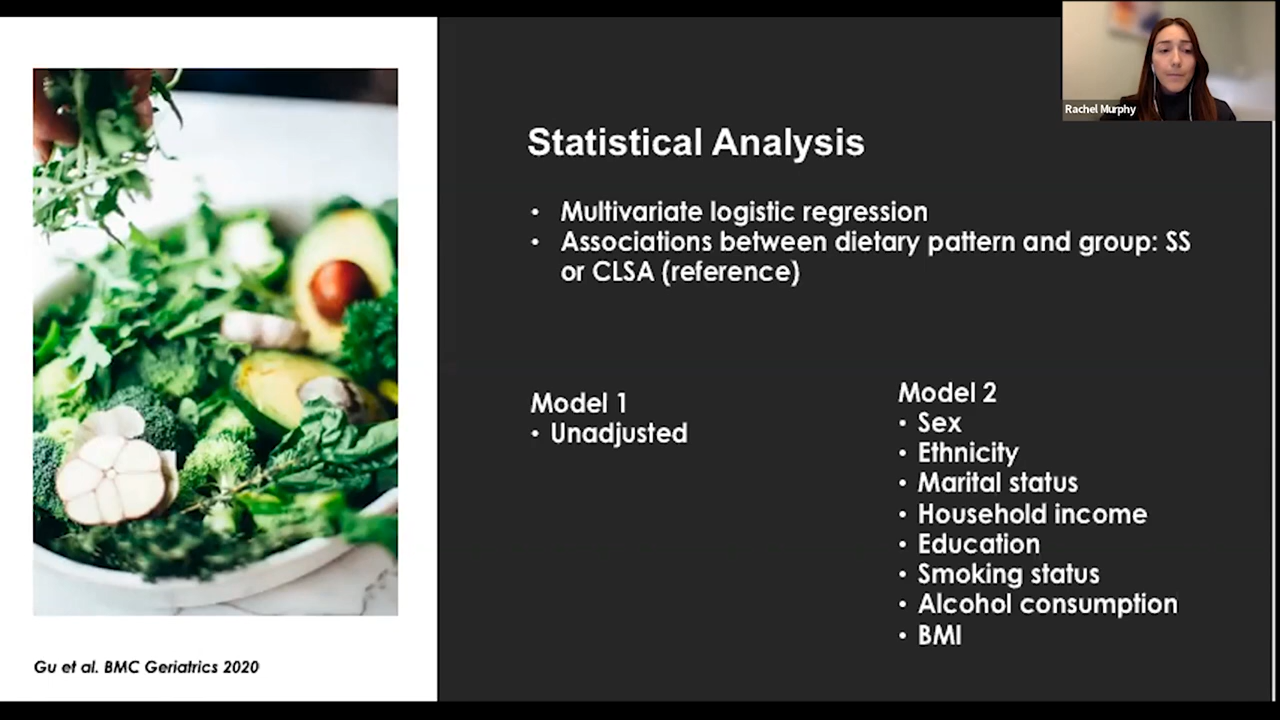 Rachel Murphy
Statistical Analysis
• Multivariate logistic regression
• Associations between dietary pattern and group: SS
or CLSA (reference)
Model 1
• Unadjusted
Model 2
• Sex
• Ethnicity
• Marital status
• Household income
• Education
• Smoking status
• Alcohol consumption
• BMI
Gu et al. BMC Geriatrics 2020